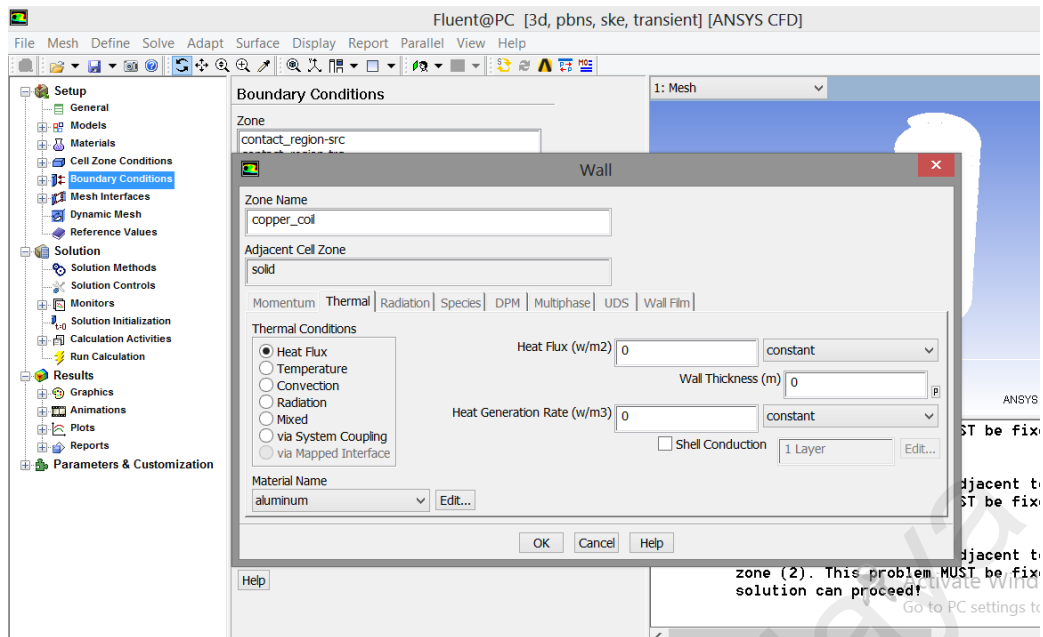 Fluent@PC [3d, pbns, ske, transient] [ANSYS CFD]
File Mesh Define Solve Adapt Surface Display Report Parallel View Help
Setup
General
Models
Materials
Cell Zone Conditions
Boundary Conditions
Mesh Interfaces
Dynamic Mesh
Reference Values
Solution
Solution Methods
Solution Controls
Monitors
Solution Initialization
Calculation Activities
Run Calculation
Results
Graphics
Animations
Plots
Reports
Parameters & Customization
Boundary Conditions
Zone
contact_region-src
1: Mesh
Wall
Zone Name
copper_coil
Adjacent Cell Zone
solid
Momentum Thermal Radiation Species DPM Multiphase UDS Wall Film
Thermal Conditions
Heat Flux
Temperature
Convection
Radiation
Mixed
via System Coupling
via Mapped Interface
Heat Flux (w/m2) 0 constant
Wall Thickness (m) 0 P
Heat Generation Rate (w/m3) 0 constant
Shell Conduction 1 Layer Edit...
Material Name
aluminum Edit...
OK Cancel Help
Help
ANSYS
ST be fix
djacent t
ST be fix
djacent t
zone (2). This problem MUST be fix
solution can proceed!
Activate Wind
Go to PC settings to